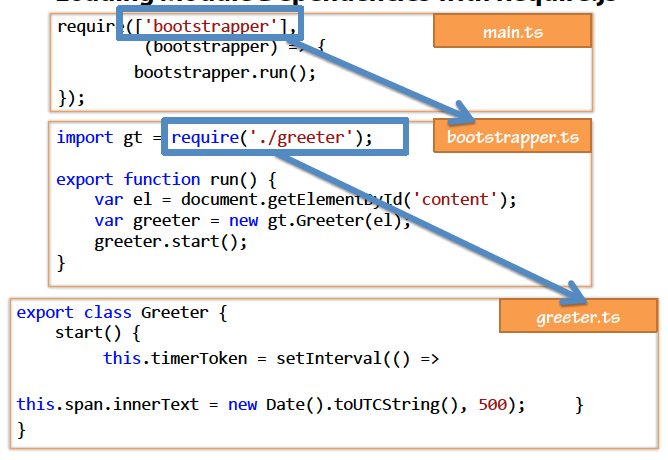 Loading Module Dependencies with RequireJS
require(['bootstrapper'],
main.ts
(bootstrapper) => {
bootstrapper.run();
});
import gt = require('./greeter');
bootstrapper.ts
export function run() {
var el = document.getElementById('content');
var greeter = new gt.Greeter(el);
greeter.start();
}
export class Greeter {
greeter.ts
start() {
this.timerToken = setInterval(() =>
this.span.innerText = new Date().toUTCString(), 500); }
}